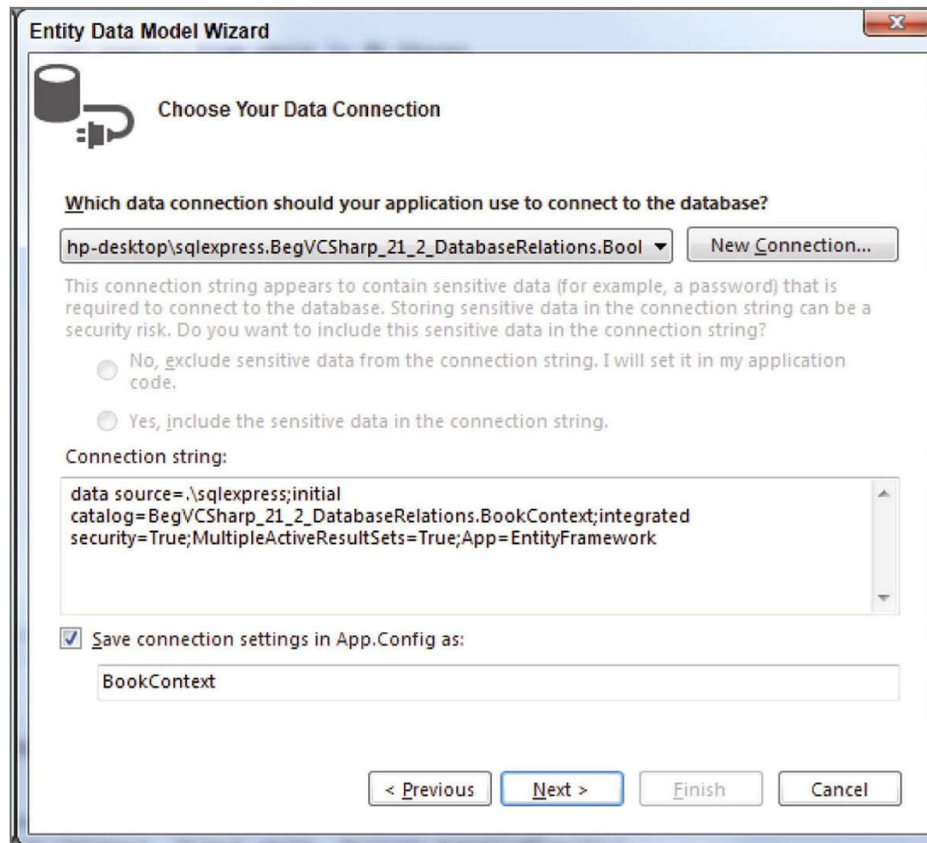 Entity Data Model Wizard
Choose Your Data Connection
Which data connection should your application use to connect to the database?
hp-desktop\sqlexpress.BegVCSharp_21_2_DatabaseRelations.Bool
New Connection...
This connection string appears to contain sensitive data (for example, a password) that is
required to connect to the database. Storing sensitive data in the connection string can be a
security risk. Do you want to include this sensitive data in the connection string?
No, exclude sensitive data from the connection string. I will set it in my application
code.
Yes, include the sensitive data in the connection string.
Connection string:
data source=.\sqlexpress;initial
catalog=BegVCSharp_21_2_DatabaseRelations.BookContext;integrated
security=True;MultipleActiveResultSets=True;App=EntityFramework
Save connection settings in App.Config as:
BookContext
< Previous
Next >
Finish
Cancel